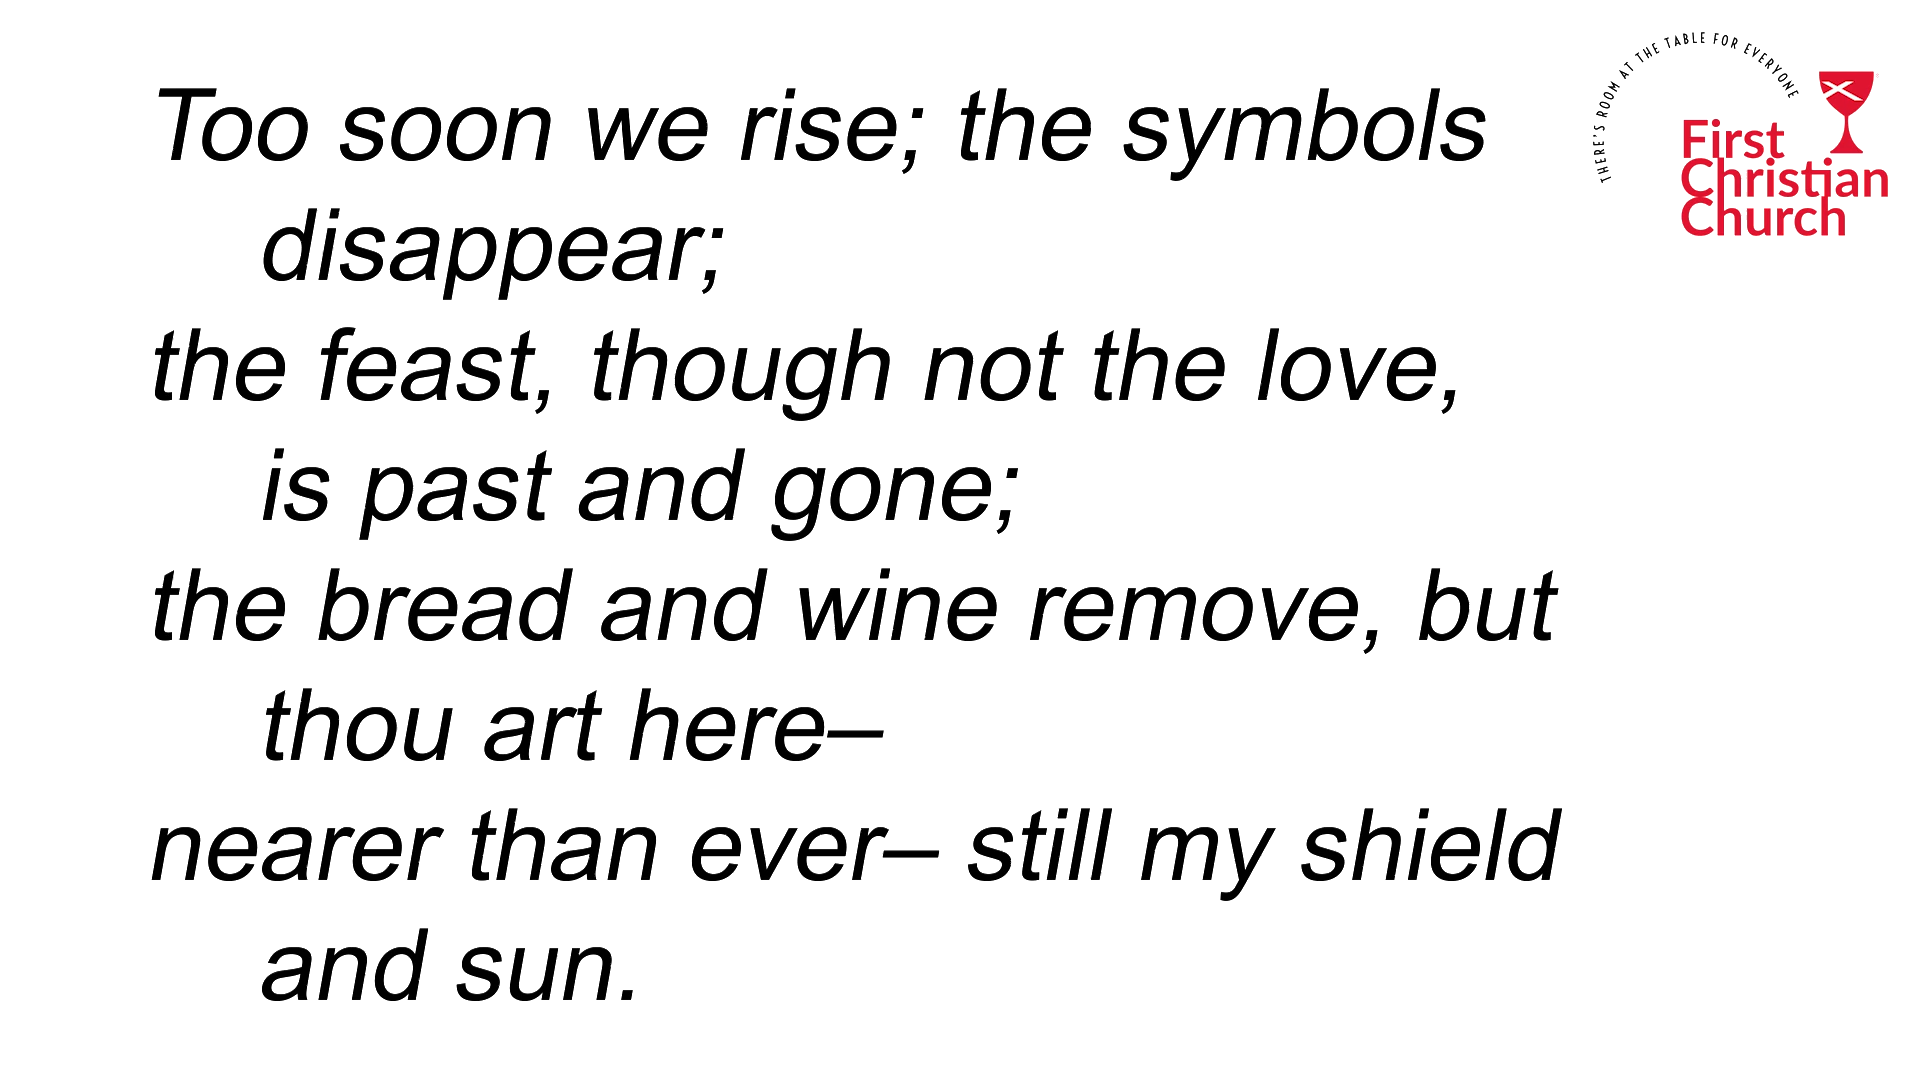 Too soon we rise; the symbols
disappear;
the feast, though not the love,
is past and gone;
the bread and wine remove, but
thou art here–
nearer than ever– still my shield
and sun.
THERE'S ROOM AT THE TABLE FOR EVERYONE
First
Christian
Church